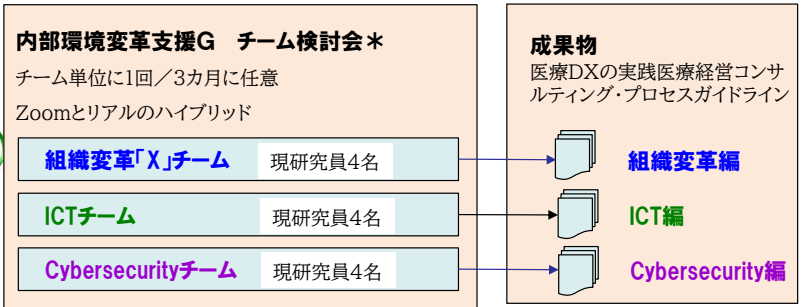 内部環境変革支援G チーム検討会＊
チーム単位に1回／3カ月に任意
Zoomとリアルのハイブリッド
組織変革「X」チーム 現研究員4名
ICTチーム 現研究員4名
Cybersecurityチーム 現研究員4名
成果物
医療DXの実践医療経営コンサ
ルティング・プロセスガイドライン
組織変革編
ICT編
Cybersecurity編